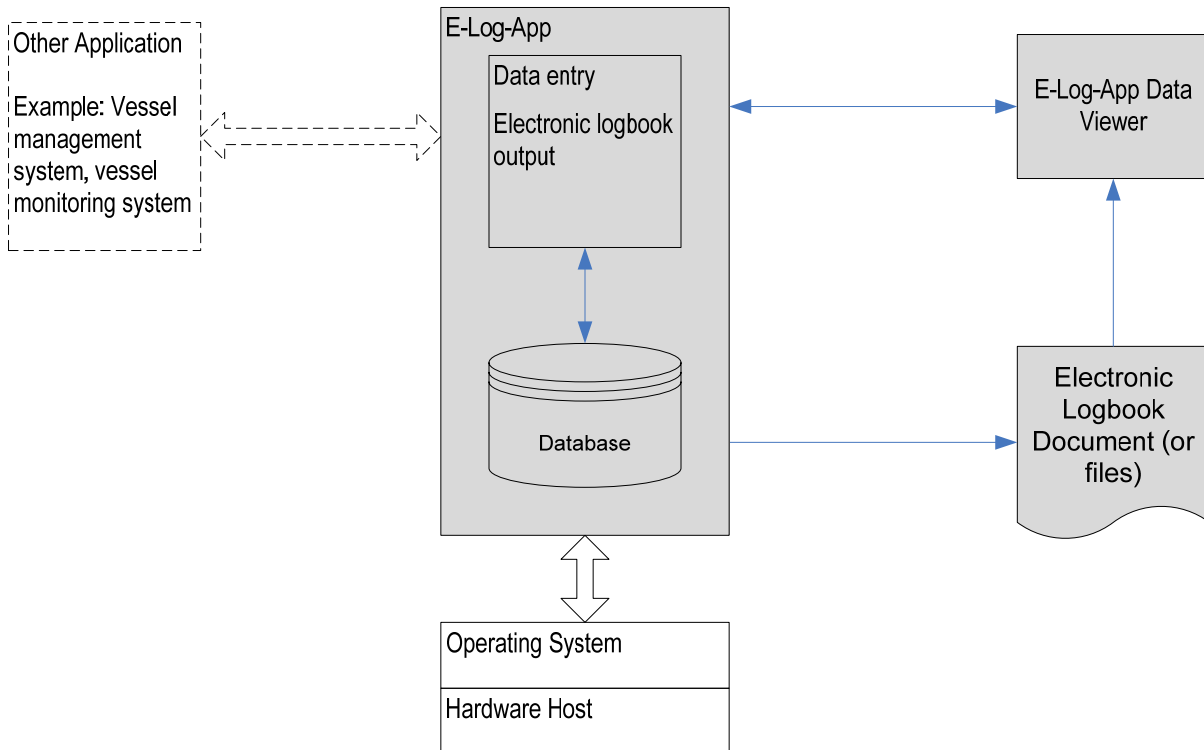 Other Application
Example: Vessel
management
system, vessel
monitoring system
E-Log-App
Data entry
Electronic logbook
output
Database
E-Log-App Data
Viewer
Electronic
Logbook
Document (or
files)
Operating System
Hardware Host